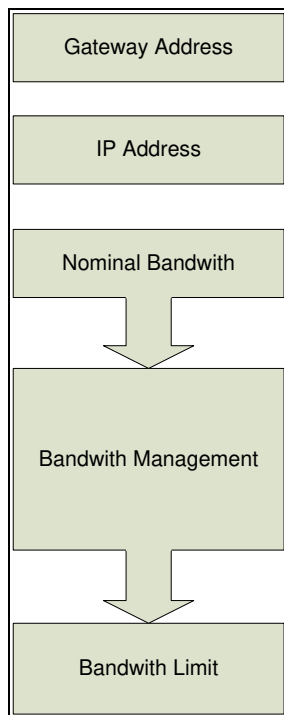 Gateway Address
IP Address
Nominal Bandwith
Bandwith Management
Bandwith Limit